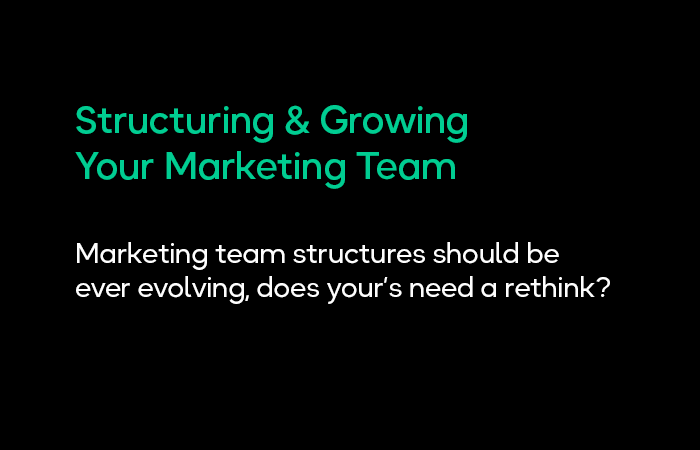 Structuring & Growing
Your Marketing Team
Marketing team structures should be
ever evolving, does your’s need a rethink?